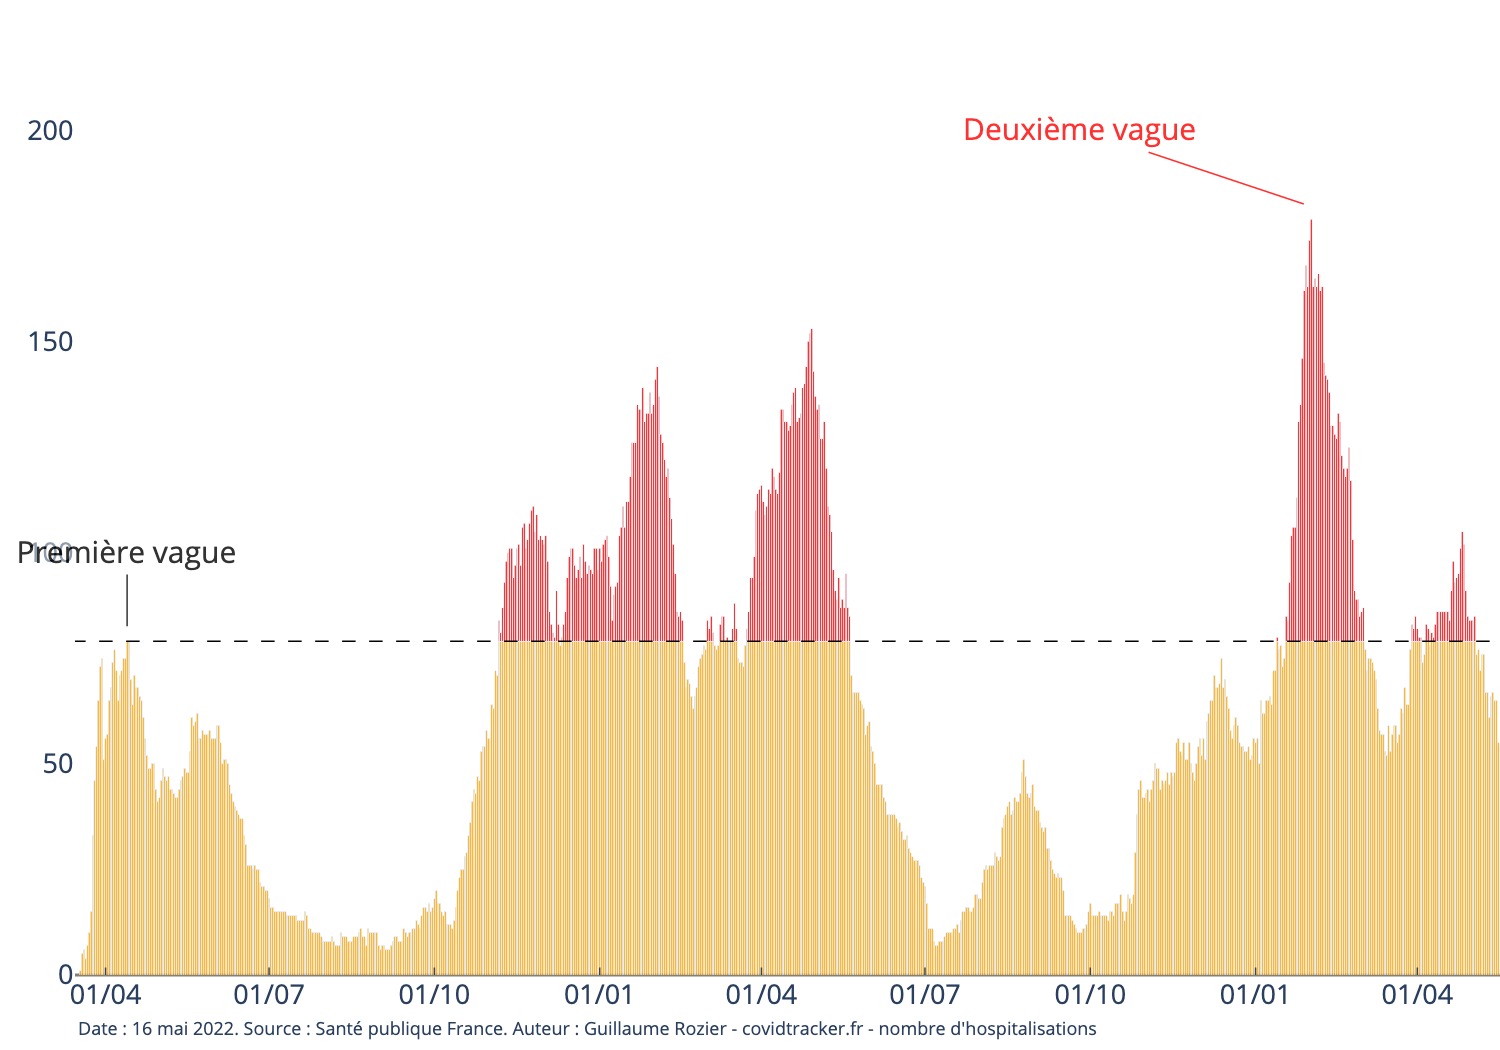 200
Deuxième vague
150
100
Première vague
50
0
01/04 01/07 01/10 01/01 01/04 01/07 01/10 01/01 01/04
Date : 16 mai 2022. Source : Santé publique France. Auteur : Guillaume Rozier - covidtracker.fr - nombre d'hospitalisations